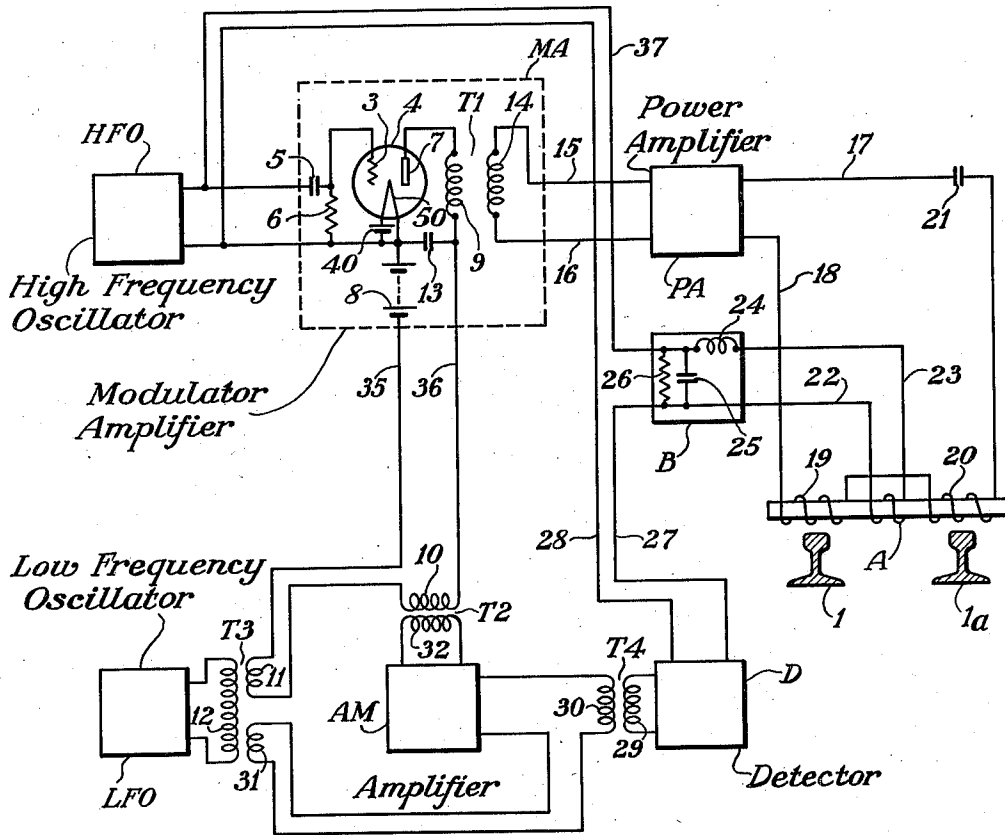 37
MA
3 4 T1 14
Power
Amplifier
HFO
5
7
15
17
6
50
21
40
13
9
16
PA
18
High Frequency
Oscillator
8
24
26
23
35
36
22
Modulator
Amplifier
B
25
19
20
28
27
A
Low Frequency
Oscillator
10
1
1a
T2
T3
32
T4
11
12
AM
30
D
29
31
LFO
Amplifier
Detector